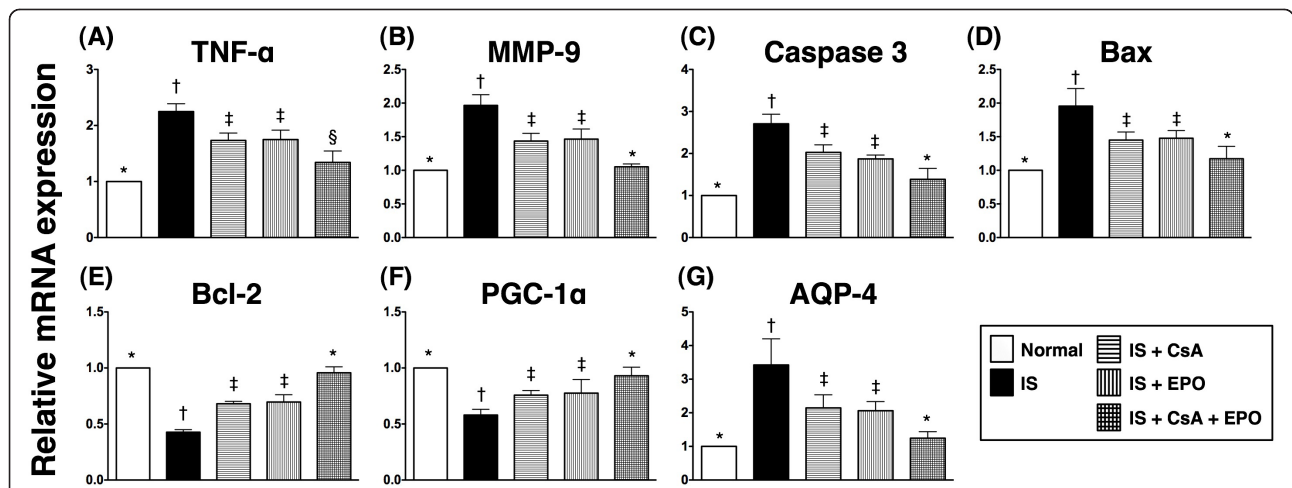 Relative mRNA expression
(A)
TNF-α
3
2
1
0
* † ‡ ‡ §
(B)
MMP-9
2.5
2.0
1.5
1.0
0.5
0.0
* † ‡ ‡ *
(C)
Caspase 3
4
3
2
1
0
* † ‡ ‡ *
(D)
Bax
2.5
2.0
1.5
1.0
0.5
0.0
* † ‡ ‡ *
(E)
Bcl-2
1.5
1.0
0.5
0.0
* † ‡ ‡ *
(F)
PGC-1α
1.5
1.0
0.5
0.0
* † ‡ ‡ *
(G)
AQP-4
5
4
3
2
1
0
* † ‡ ‡ *
Normal
IS
IS + CsA
IS + EPO
IS + CsA + EPO